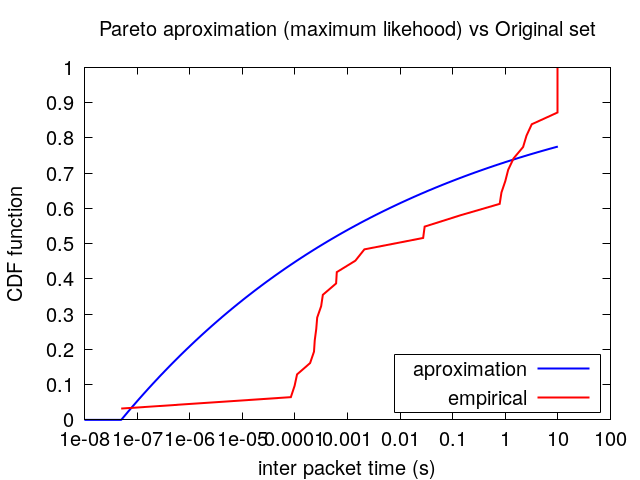 Pareto aproximation (maximum likehood) vs Original set
1
0.9
0.8
0.7
0.6
0.5
0.4
0.3
0.2
0.1
0
CDF function
aproximation
empirical
1e-08 1e-07 1e-06 1e-05 0.0001 0.001 0.01 0.1 1 10 100
inter packet time (s)